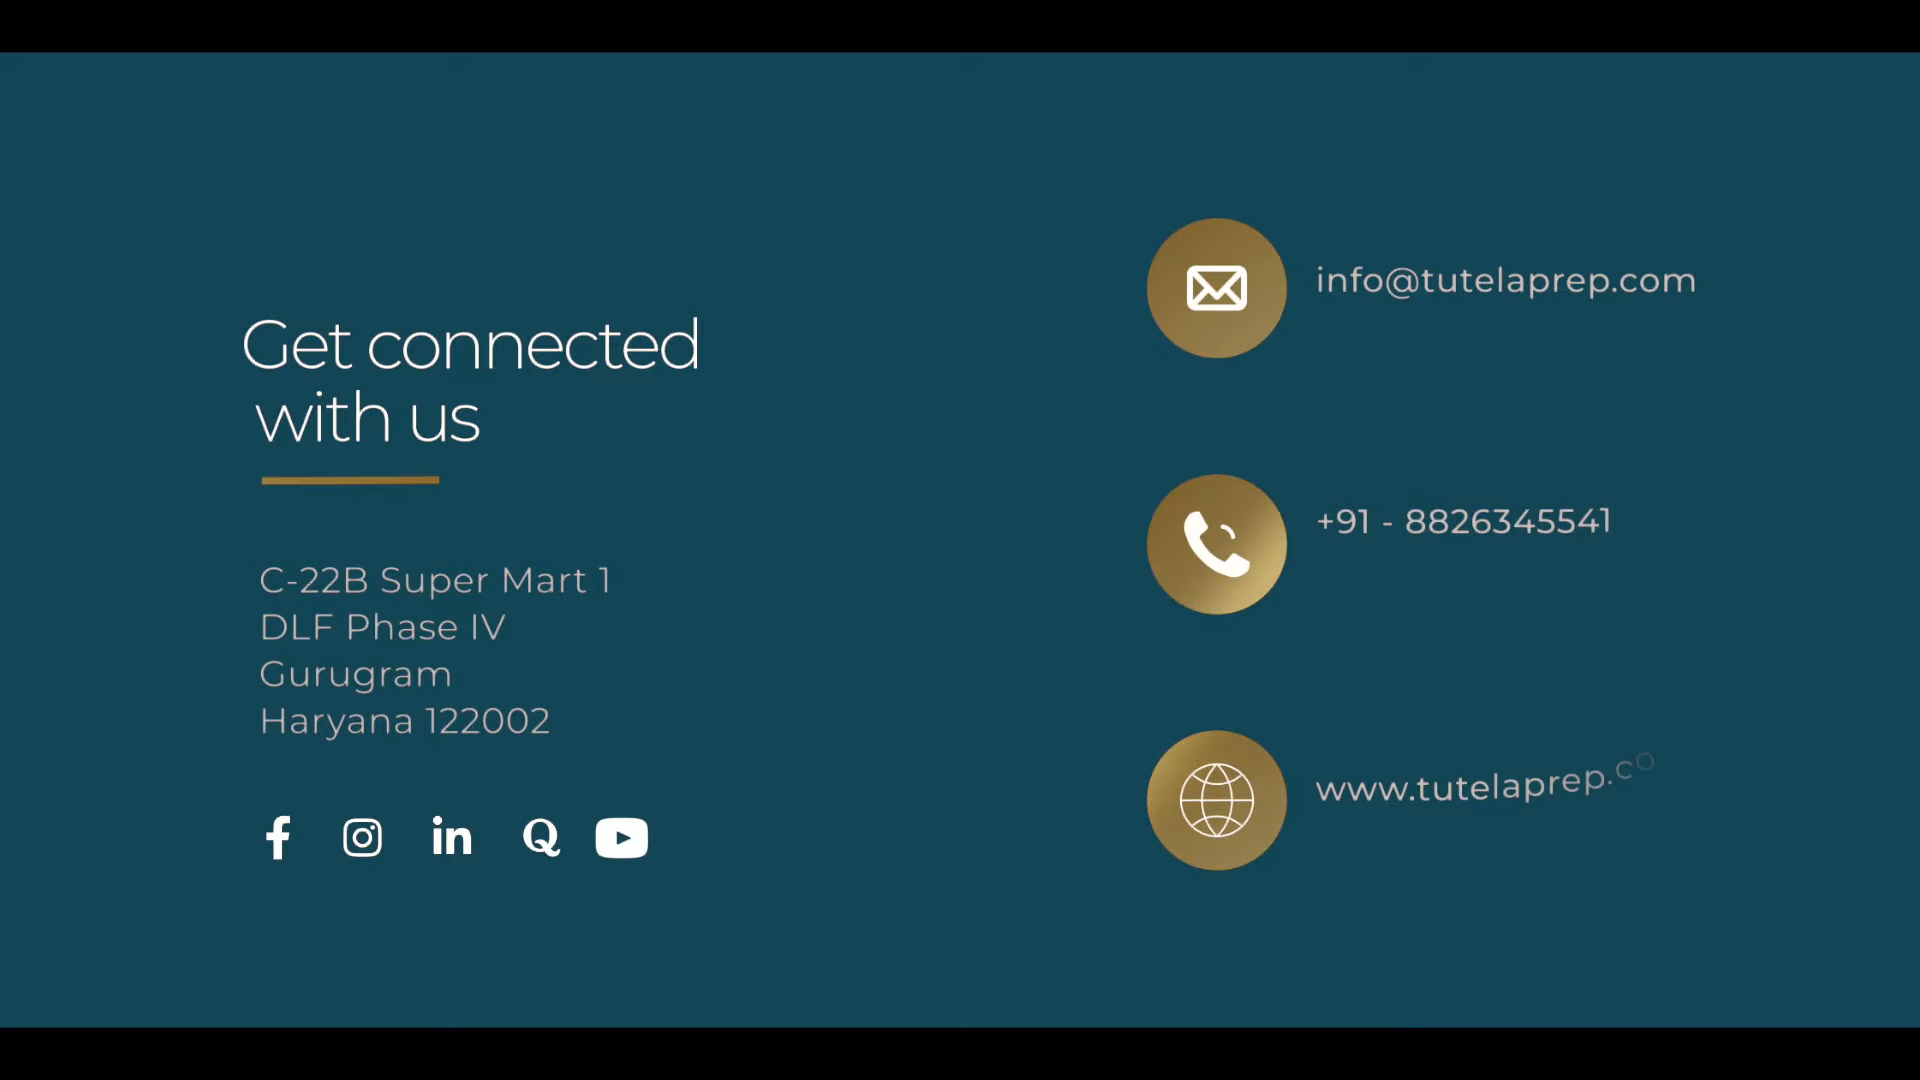 Get connected
with us
C-22B Super Mart 1
DLF Phase IV
Gurugram
Haryana 122002
info@tutelaprep.com
+91 - 8826345541
www.tutelaprep.co